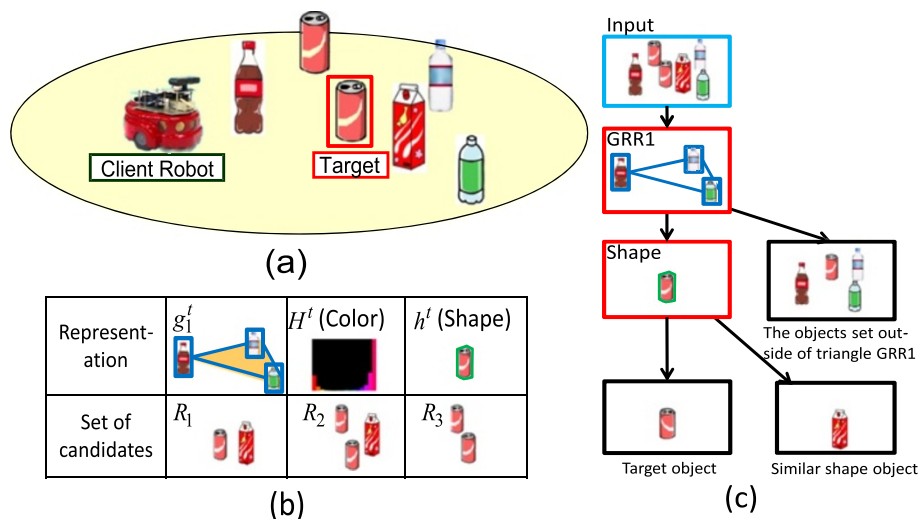 Client Robot
Target
(a)
Represent-
ation
g₁ᵗ
Hᵗ (Color)
hᵗ (Shape)
Set of
candidates
R₁
R₂
R₃
(b)
Input
GRR1
Shape
The objects set out-
side of triangle GRR1
Target object
Similar shape object
(c)